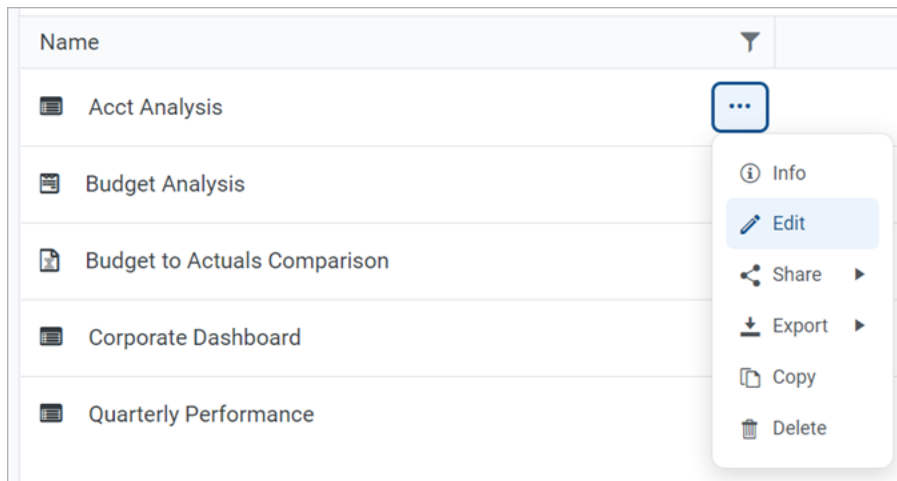 Name
Acct Analysis
Info
Budget Analysis
Edit
Budget to Actuals Comparison
Share
Export
Corporate Dashboard
Copy
Quarterly Performance
Delete